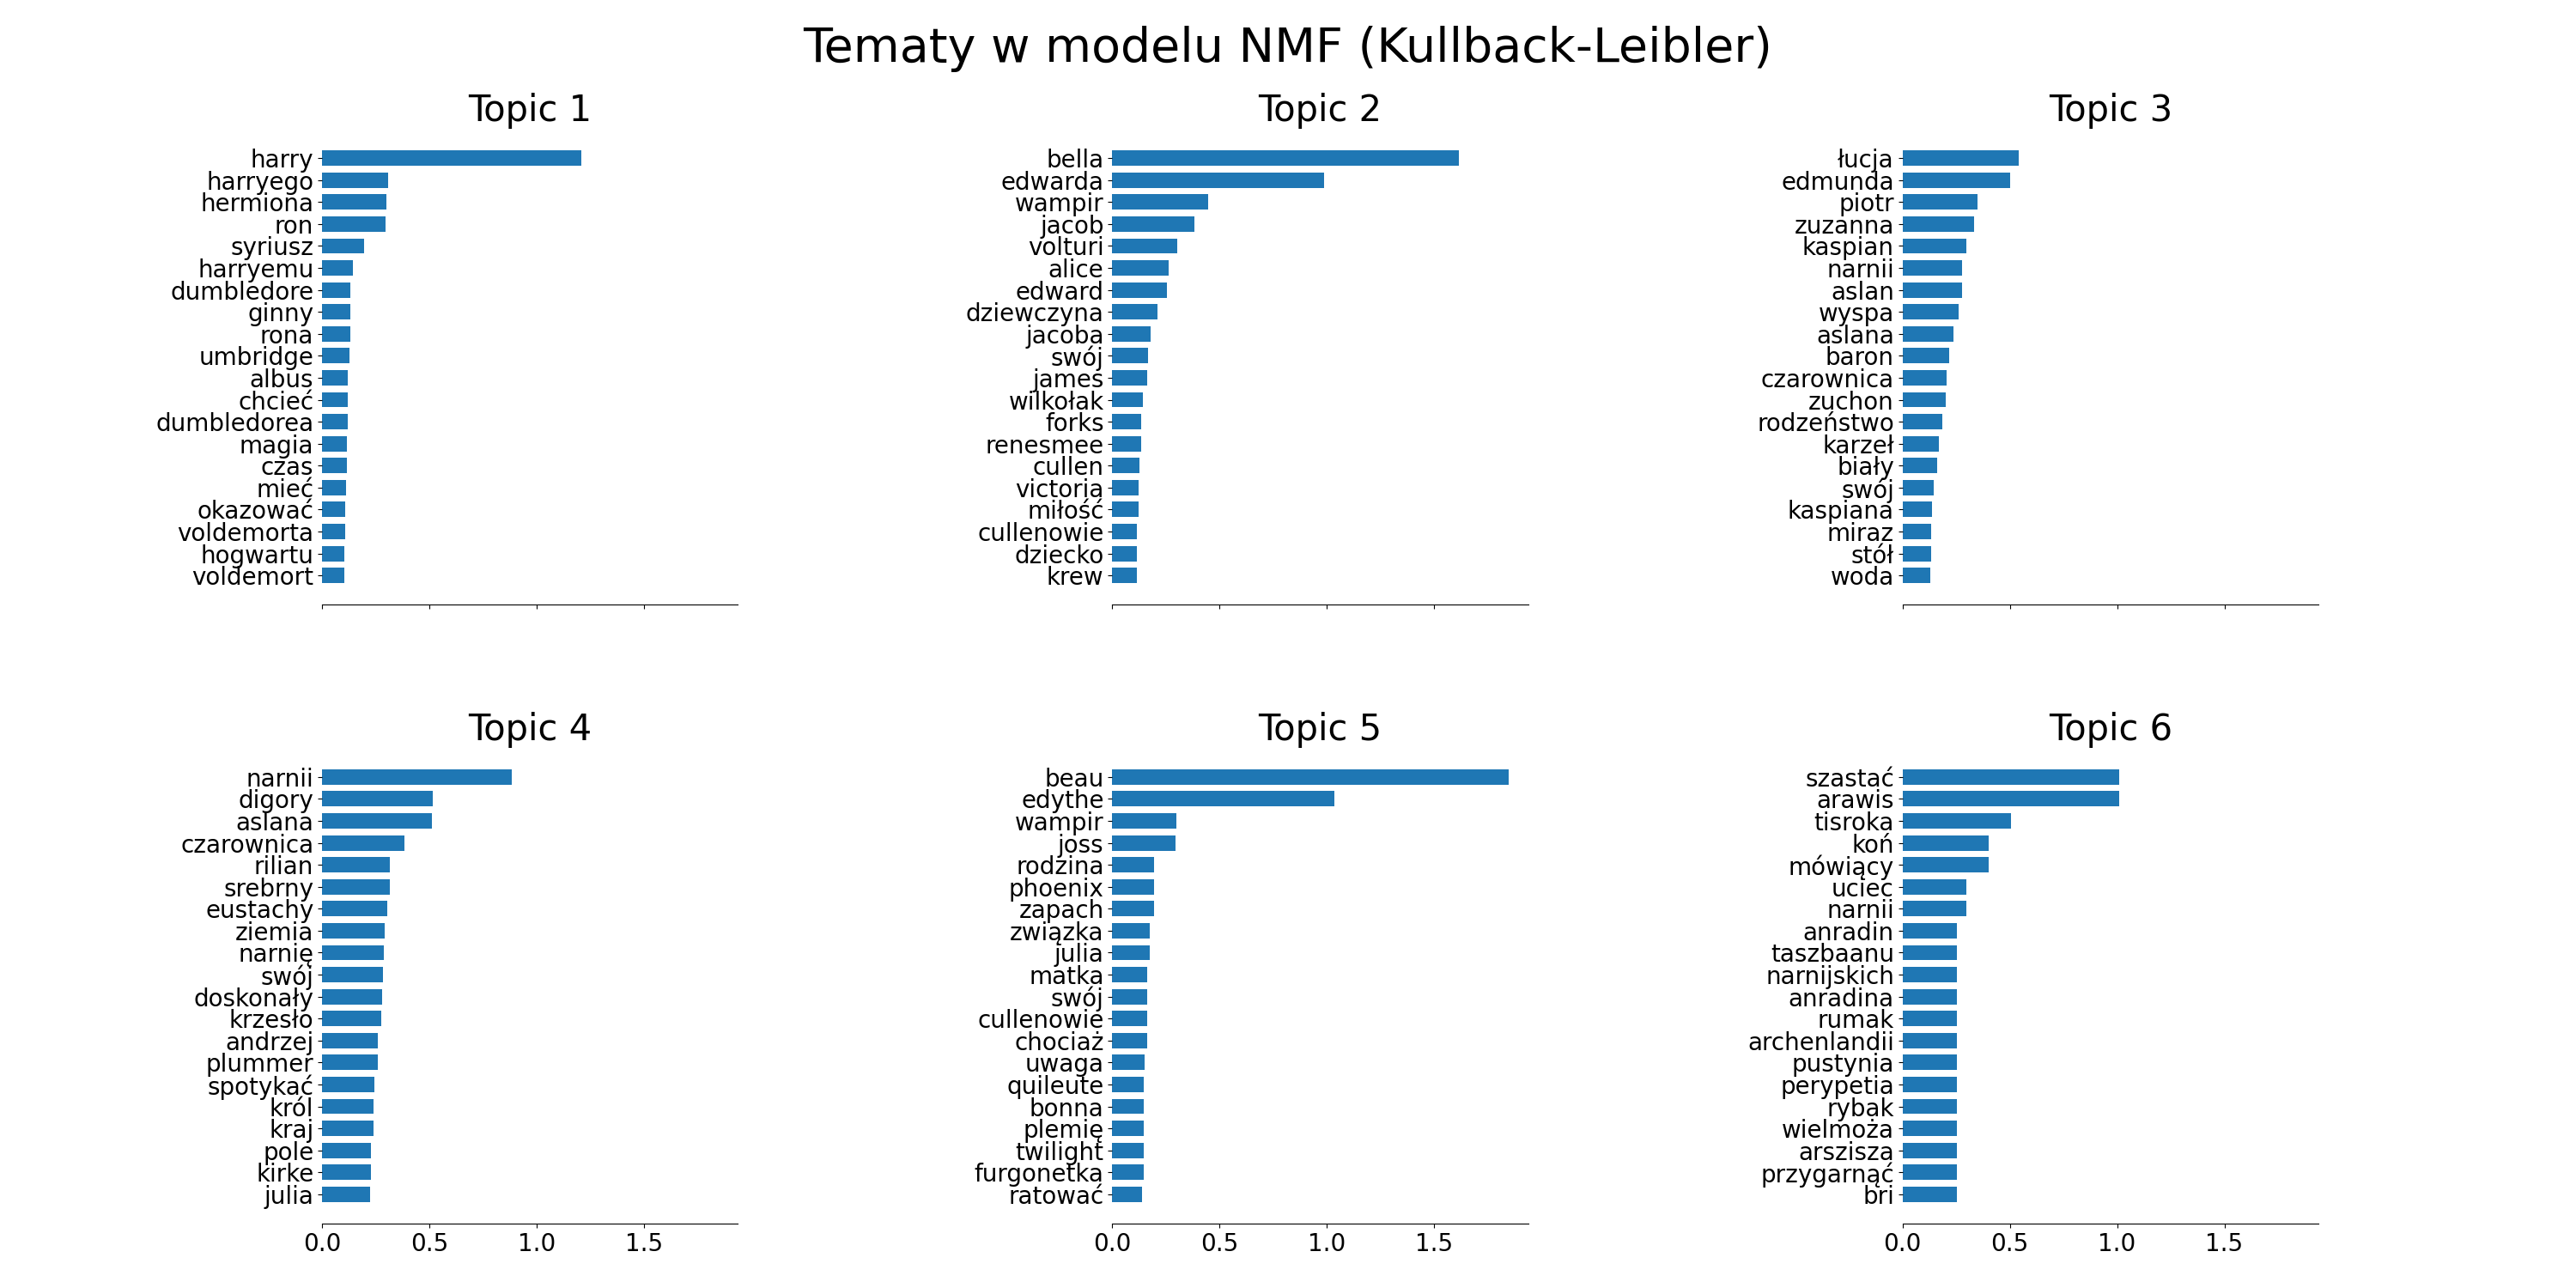 Tematy w modelu NMF (Kullback-Leibler)
Topic 1
harry
harryego
hermiona
ron
syriusz
harryemu
dumbledore
ginny
rona
umbridge
albus
chcieć
dumbledorea
magia
czas
mieć
okazować
voldemorta
hogwartu
voldemort
Topic 2
bella
edwarda
wampir
jacob
volturi
alice
edward
dziewczyna
jacoba
swój
james
wilkołak
forks
renesmee
cullen
victoria
miłość
cullenowie
dziecko
krew
Topic 3
łucja
edmunda
piotr
zuzanna
kaspian
narnii
aslan
wyspa
aslana
baron
czarownica
zuchon
rodzeństwo
karzeł
biały
swój
kaspiana
miraz
stół
woda
Topic 4
narnii
digory
aslana
czarownica
rilian
srebrny
eustachy
ziemia
narnię
swój
doskonały
krzesło
andrzej
plummer
spotykać
król
kraj
pole
kirke
julia
0.0 0.5 1.0 1.5
Topic 5
beau
edythe
wampir
joss
rodzina
phoenix
zapach
związka
julia
matka
swój
cullenowie
chociaż
uwaga
quileute
bonna
plemię
twilight
furgonetka
ratować
0.0 0.5 1.0 1.5
Topic 6
szastać
arawis
tisroka
koń
mówiący
uciec
narnii
anradin
taszbaanu
narnijskich
anradina
rumak
archenlandii
pustynia
perypetia
rybak
wielmoża
arszisza
przygarnąć
bri
0.0 0.5 1.0 1.5